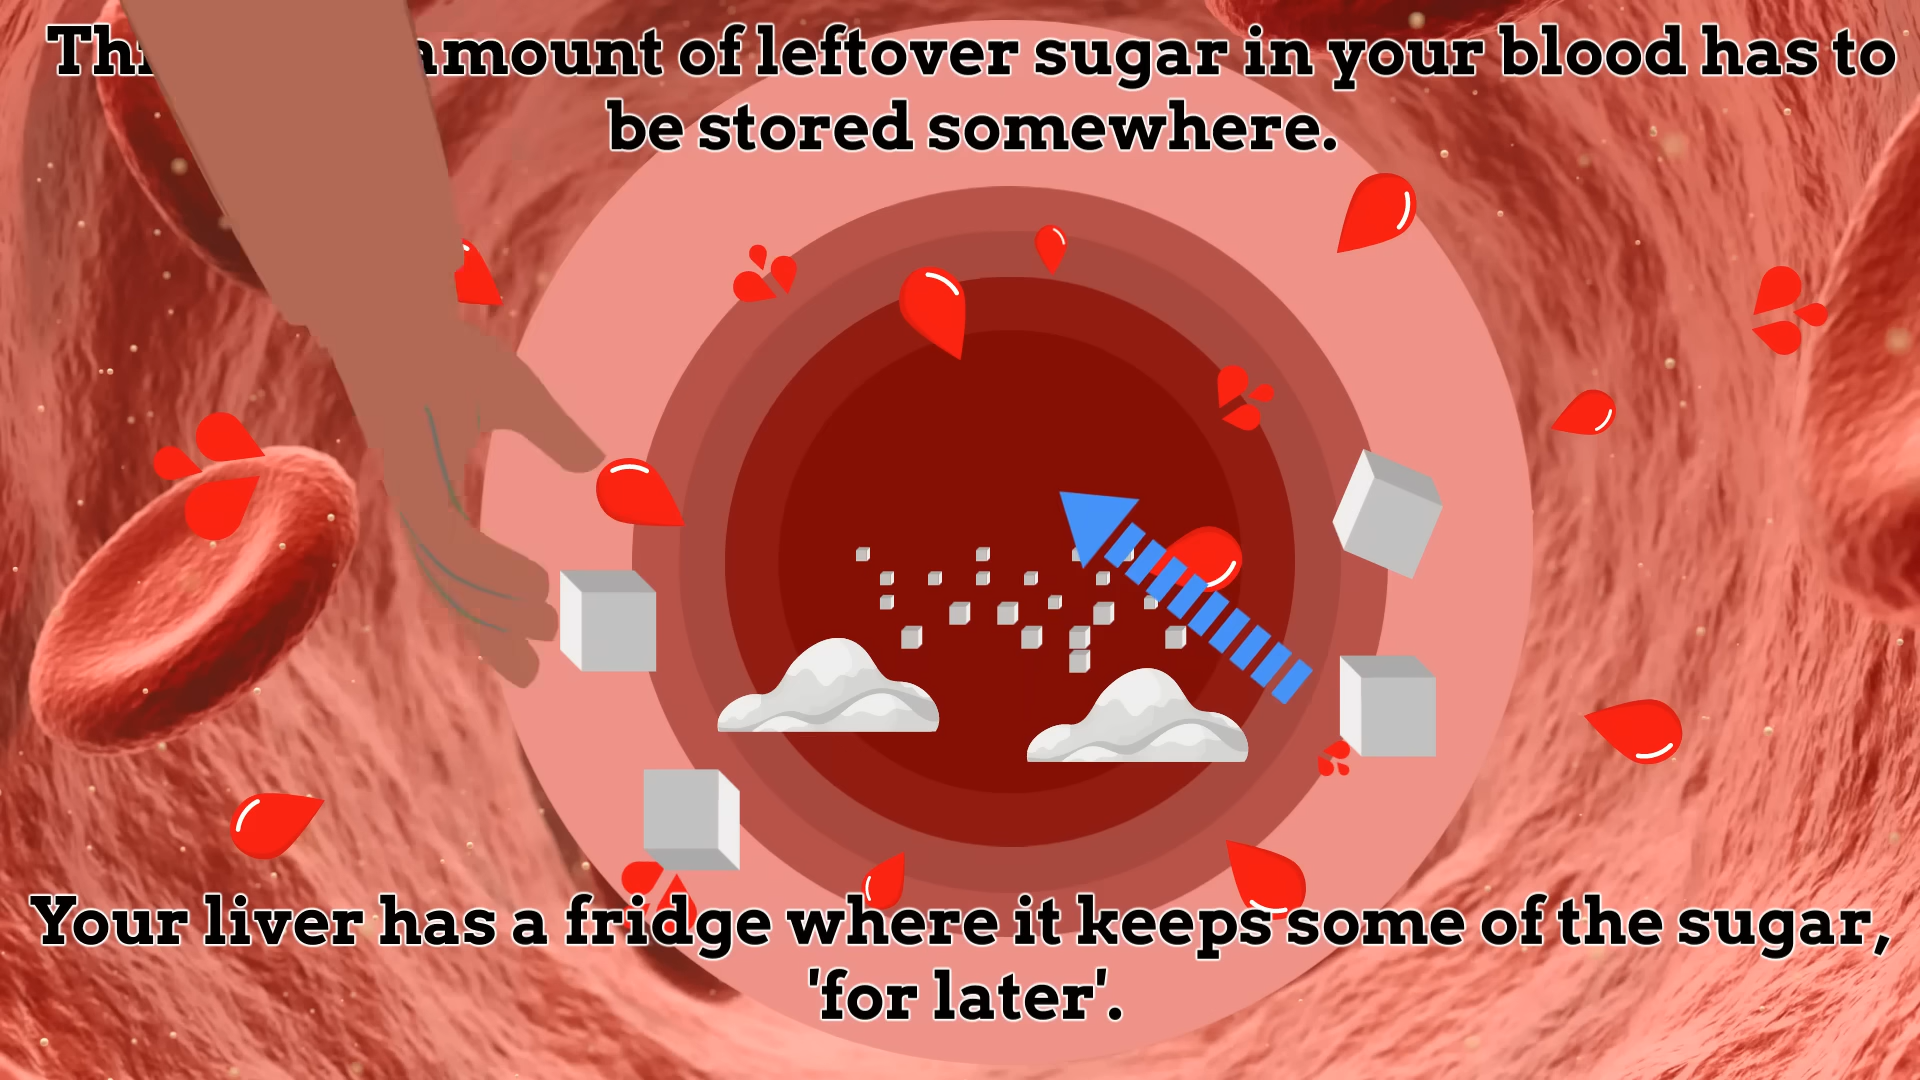 amount of leftover sugar in your blood has to
be stored somewhere.
Your liver has a fridge where it keeps some of the sugar,
'for later'.